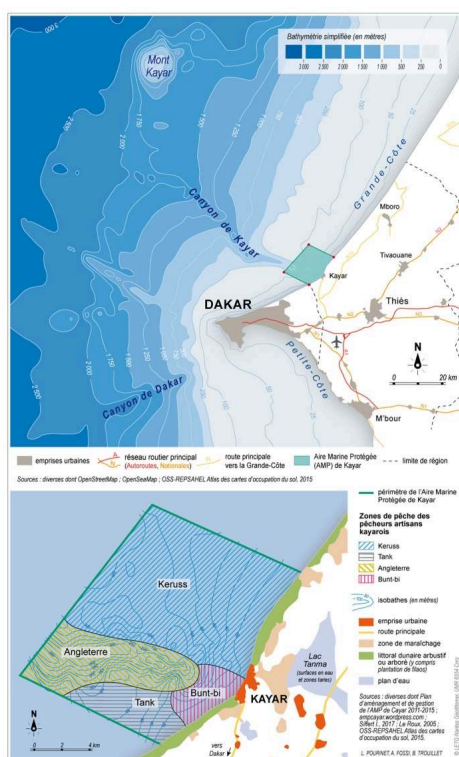 Bathymétrie simplifiée (en mètres)
3 000 2 500 2 000 1 500 1 000 500 250 0
Mont
Kayar
Canyon de Kayar
Grande-Côte
Mboro
Tivaouane
Kayar
DAKAR
Thiès
Petite-Côte
Canyon de Dakar
M'bour
N
0 20 km
emprises urbaines
réseau routier principal
(Autoroutes, Nationales)
route principale
vers la Grande-Côte
Aire Marine Protégée
(AMP) de Kayar
limite de région
Sources : diverses dont OpenStreetMap ; OpenSeaMap ; OSS-REPSAHEL Atlas des cartes d'occupation du sol, 2015
Keruss
Angleterre
Tank
Bunt-bi
KAYAR
Lac
Tanma
(surfaces en eau
et zones taries)
vers
Dakar
N
0 2 4 km
périmètre de l'Aire Marine
Protégée de Kayar
Zones de pêche des
pêcheurs artisans
kayarois
Keruss
Tank
Angleterre
Bunt-bi
isobathes (en mètres)
emprise urbaine
route principale
zone de maraîchage
littoral dunaire arbustif
ou arboré (y compris
plantation de filaos)
plan d'eau
Sources : diverses dont Plan
d'aménagement et de gestion
de l'AMP de Cayar 2011-2015 ;
ampcayar.wordpress.com ;
Siffert I., 2017 ; Le Roux, 2005 ;
OSS-REPSAHEL Atlas des cartes
d'occupation du sol, 2015.
L. POURINET, A. FOSSI, B. TROUILLET